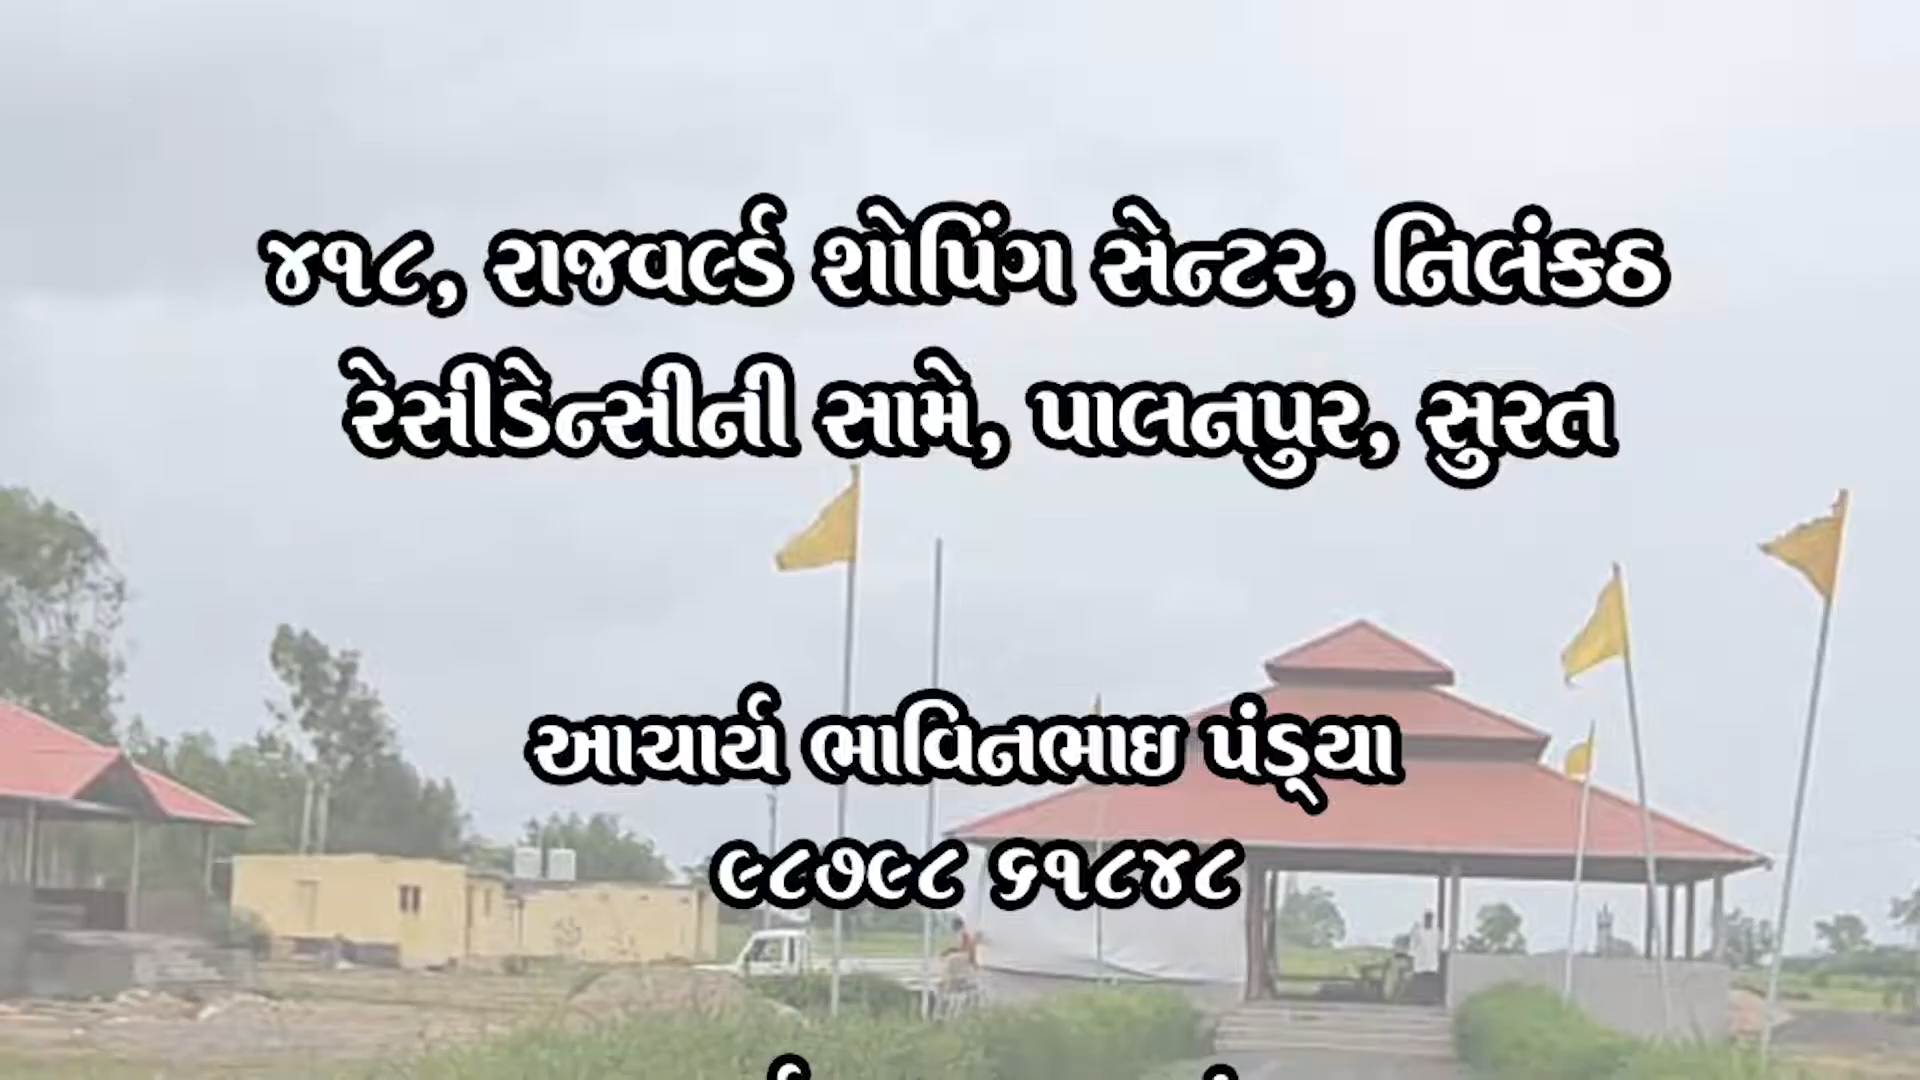 ૪૧૮, રાજવર્લ્ડ શોપિંગ સેન્ટર, નિલંકઠ
રેસીડેન્સીની સામે, પાલનપુર, સુરત
આચાર્ય ભાવિનભાઇ પંડ્યા
૯૮૭૯૮ ૬૧૮૪૮